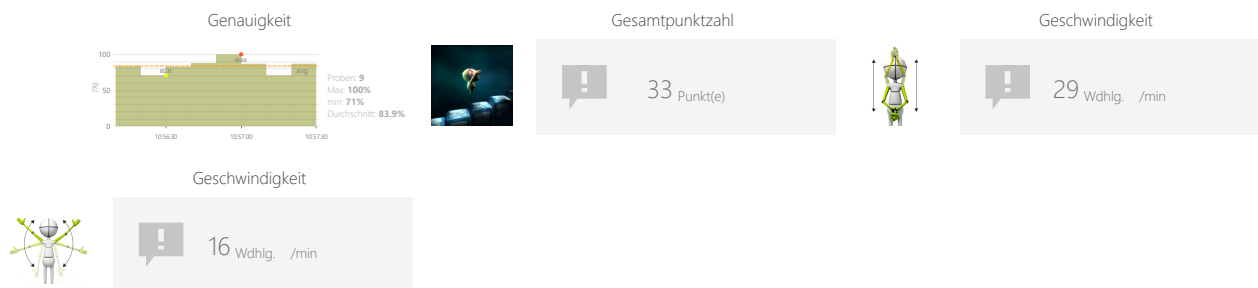 Genauigkeit
100
50
0
[%]
min
max
avg
10:56:30
10:57:00
10:57:30
Proben: 9
Max: 100%
min: 71%
Durchschnitt: 83.9%
Gesamtpunktzahl
33 Punkt(e)
Geschwindigkeit
29 Wdhlg. /min
Geschwindigkeit
16 Wdhlg. /min